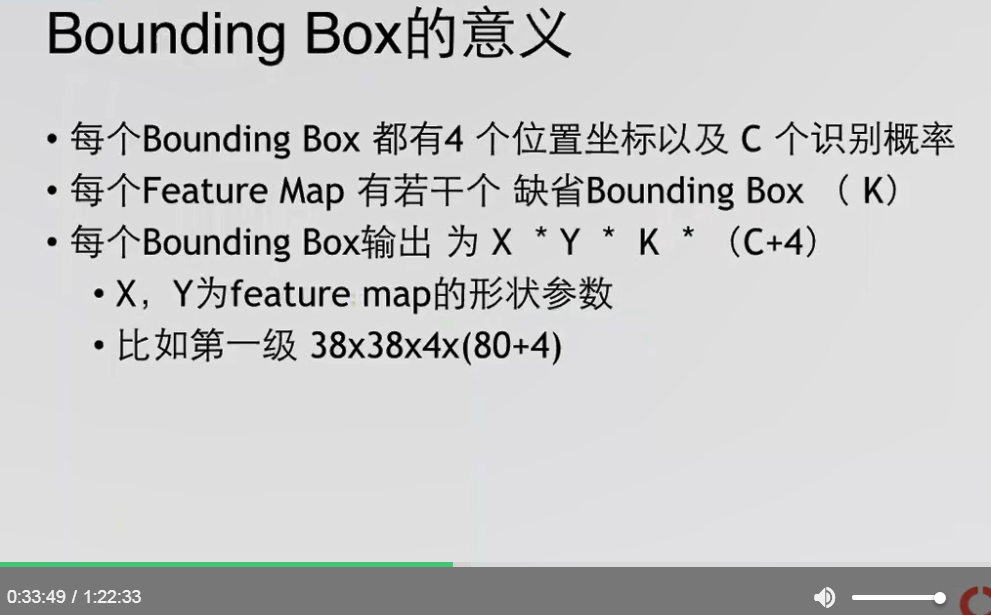 Bounding Box的意义
• 每个Bounding Box 都有4 个位置坐标以及 C 个识别概率
• 每个Feature Map 有若干个 缺省Bounding Box （ K）
• 每个Bounding Box输出 为 X * Y * K * （C+4）
• X，Y为feature map的形状参数
• 比如第一级 38x38x4x(80+4)
0:33:49 / 1:22:33